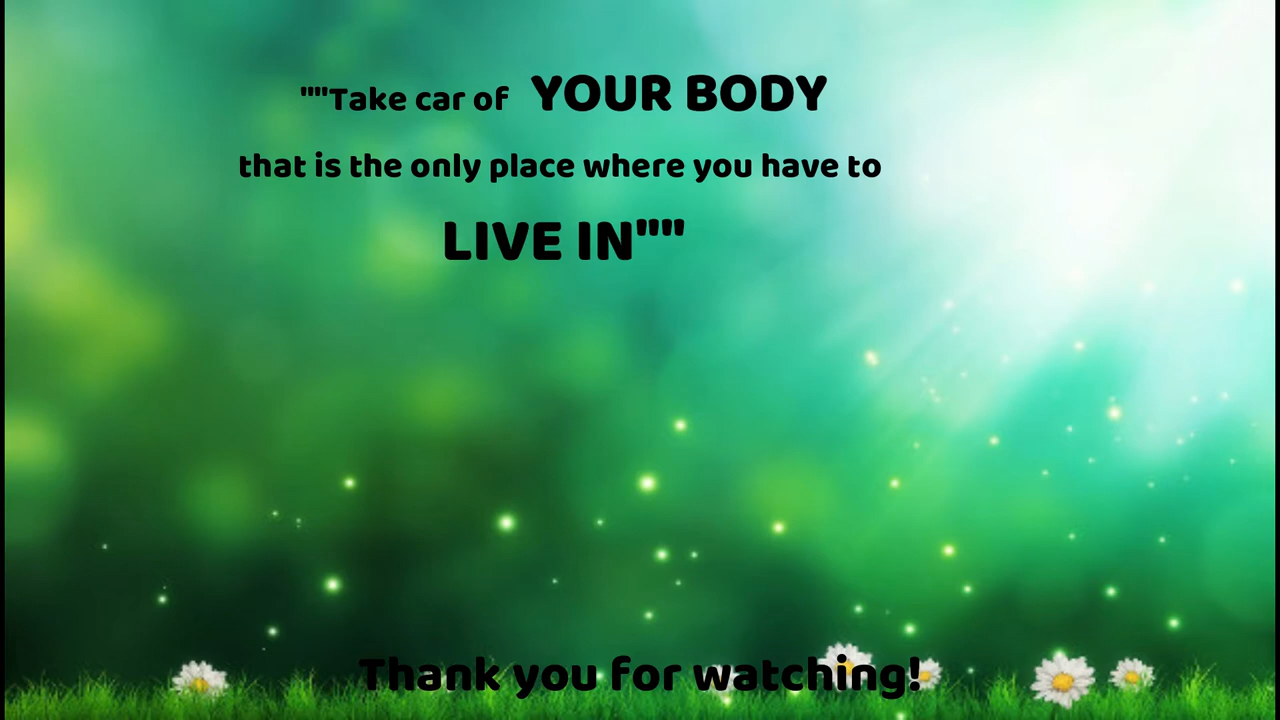 ""Take car of YOUR BODY
that is the only place where you have to
LIVE IN""
Thank you for watching!